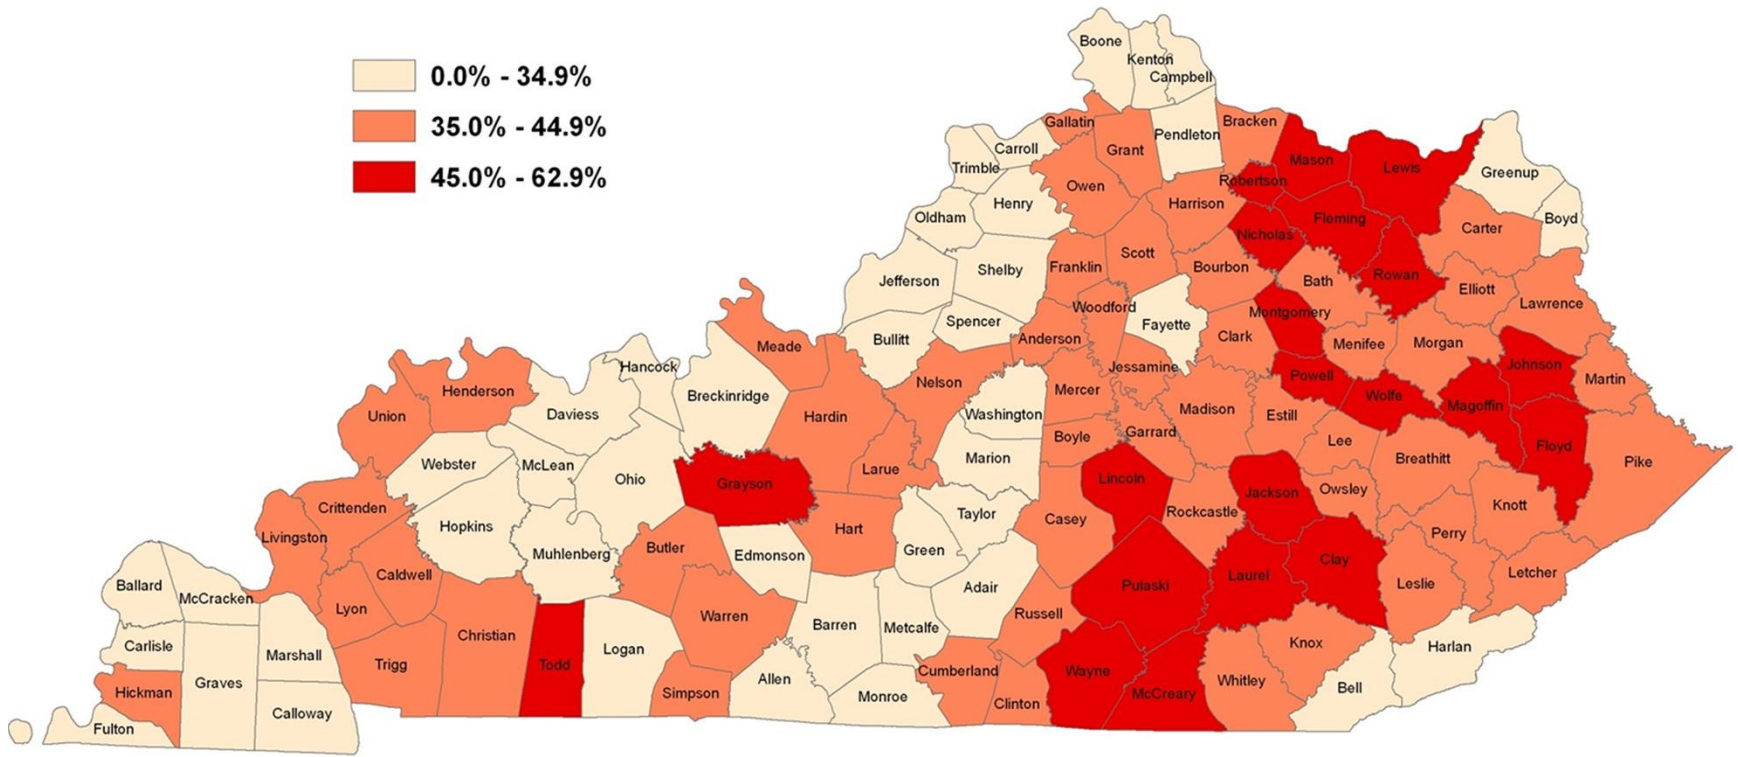 0.0% - 34.9%
35.0% - 44.9%
45.0% - 62.9%
Boone
Kenton
Campbell
Gallatin
Grant
Pendleton
Bracken
Mason
Lewis
Greenup
Carroll
Trimble
Owen
Robertson
Harrison
Henry
Oldham
Fleming
Nicholas
Carter
Boyd
Scott
Franklin
Shelby
Jefferson
Bourbon
Rowan
Bath
Elliott
Lawrence
Woodford
Fayette
Montgomery
Spencer
Bullitt
Anderson
Clark
Menifee
Morgan
Meade
Jessamine
Johnson
Martin
Hancock
Nelson
Mercer
Powell
Wolfe
Magoffin
Henderson
Breckinridge
Union
Daviess
Hardin
Washington
Madison
Estill
Boyle
Garrard
Lee
Floyd
Breathitt
Pike
Webster
McLean
Ohio
Grayson
Larue
Marion
Lincoln
Jackson
Owsley
Crittenden
Hopkins
Hart
Taylor
Casey
Rockcastle
Knott
Livingston
Muhlenberg
Butler
Edmonson
Green
Perry
Caldwell
Adair
Pulaski
Laurel
Clay
Leslie
Letcher
Ballard
McCracken
Lyon
Warren
Russell
Christian
Barren
Metcalfe
Carlisle
Marshall
Trigg
Todd
Logan
Knox
Harlan
Hickman
Graves
Simpson
Allen
Monroe
Cumberland
Wayne
Whitley
Bell
McCreary
Clinton
Fulton
Calloway